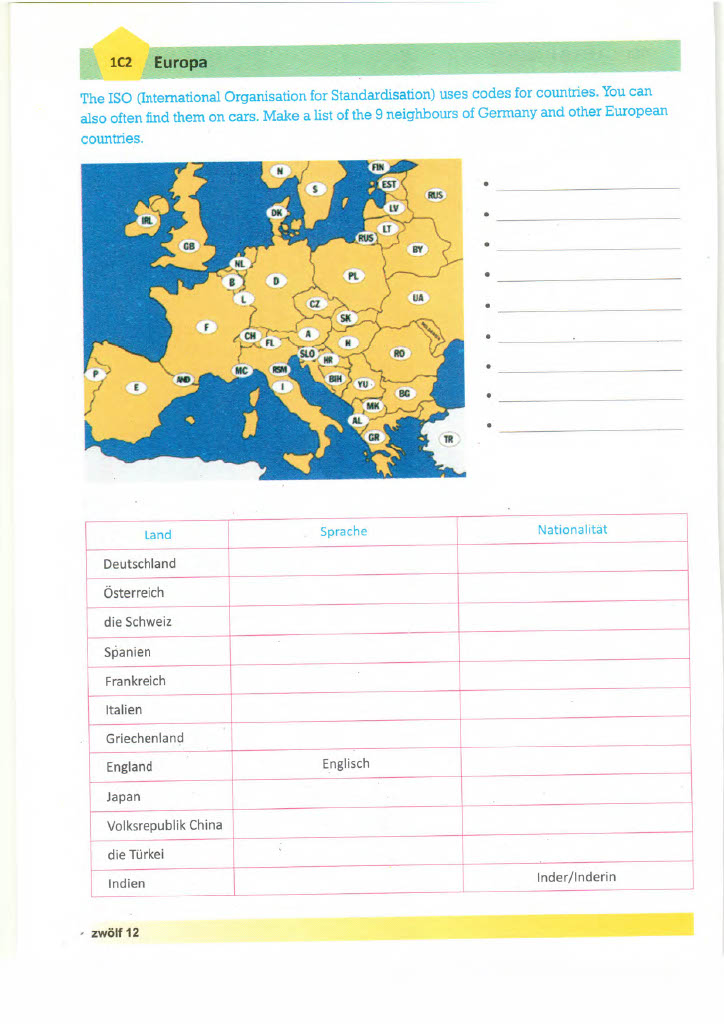 1C2 Europa
The ISO (International Organisation for Standardisation) uses codes for countries. You can
also often find them on cars. Make a list of the 9 neighbours of Germany and other European
countries.
N
FIN
S
EST
RUS
IRL
DK
LV
LT
GB
RUS
BY
NL
B
D
PL
L
CZ
UA
SK
F
CH
FL
A
H
SLO
HR
RO
P
E
AND
MC
RSM
I
BIH
YU
BG
MK
AL
GR
TR
Land Sprache Nationalität
Deutschland
Österreich
die Schweiz
Spanien
Frankreich
Italien
Griechenland
England Englisch
Japan
Volksrepublik China
die Türkei
Indien Inder/Inderin
zwölf 12